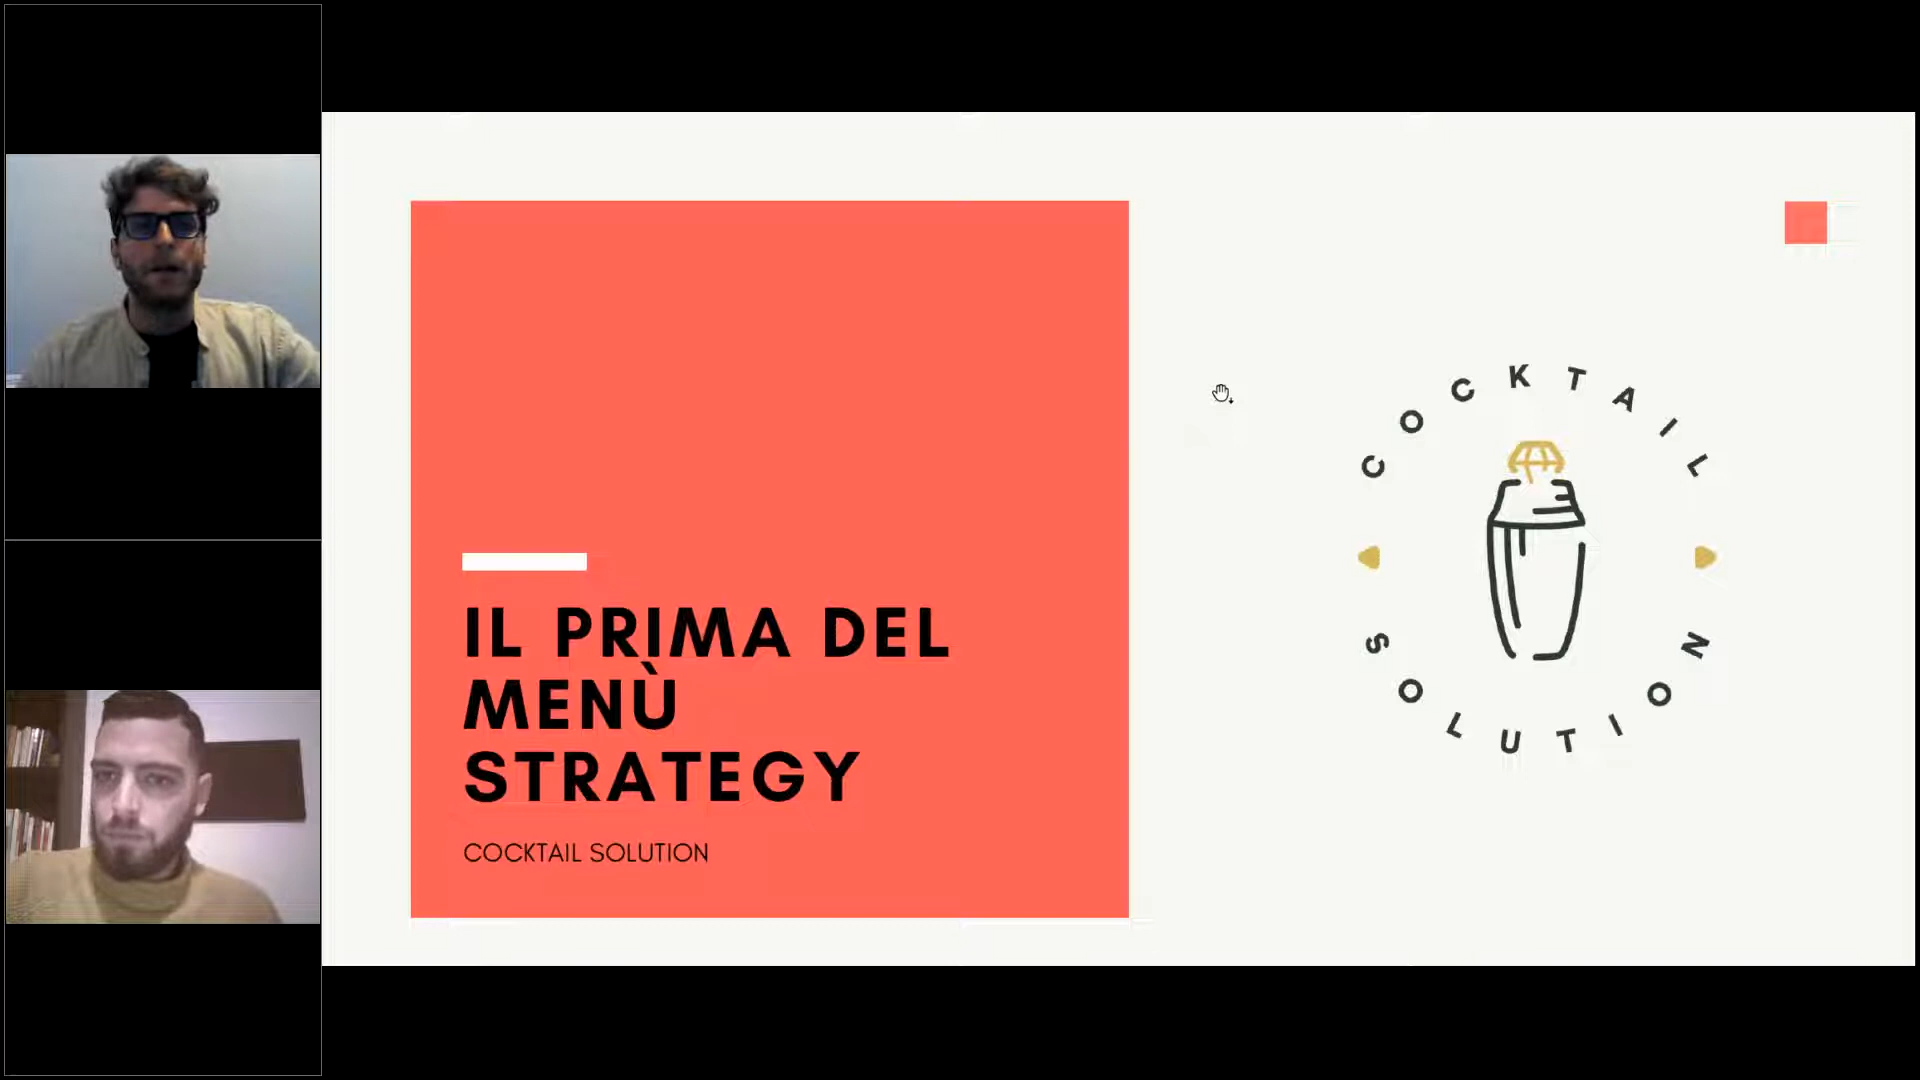 IL PRIMA DEL
MENÙ
STRATEGY
COCKTAIL SOLUTION
COCKTAIL
SOLUTION